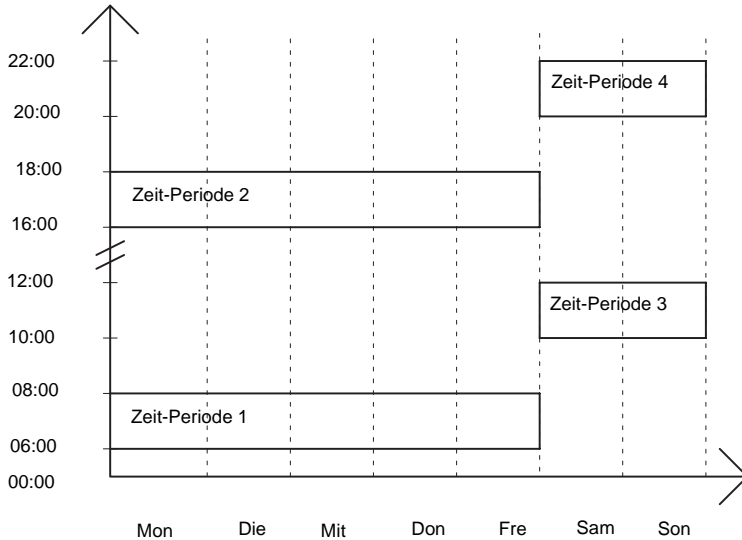 22:00
Zeit-Periode 4
20:00
18:00
Zeit-Periode 2
16:00
12:00
Zeit-Periode 3
10:00
08:00
Zeit-Periode 1
06:00
00:00
Mon Die Mit Don Fre Sam Son